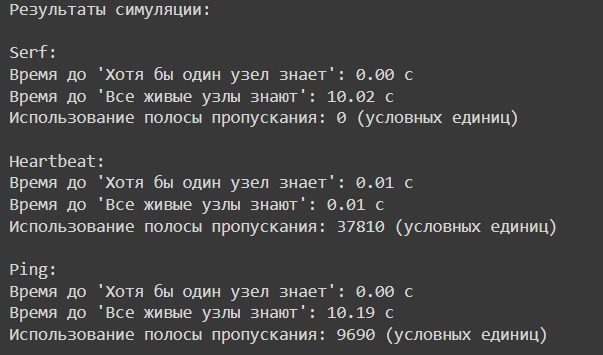 Результаты симуляции:
Serf:
Время до 'Хотя бы один узел знает': 0.00 с
Время до 'Все живые узлы знают': 10.02 с
Использование полосы пропускания: 0 (условных единиц)
Heartbeat:
Время до 'Хотя бы один узел знает': 0.01 с
Время до 'Все живые узлы знают': 0.01 с
Использование полосы пропускания: 37810 (условных единиц)
Ping:
Время до 'Хотя бы один узел знает': 0.00 с
Время до 'Все живые узлы знают': 10.19 с
Использование полосы пропускания: 9690 (условных единиц)